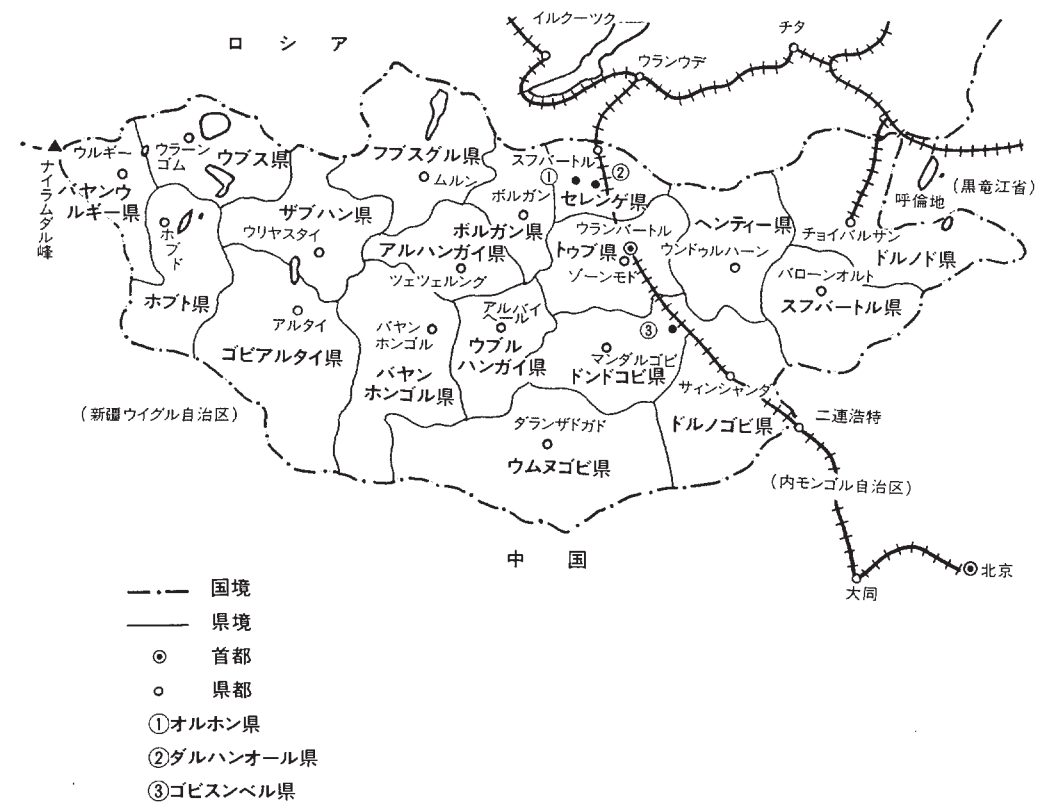 ロシア
イルクーツク
チタ
ウランウデ
ナイラムダル峰
ウルギー
バヤンウ
ルギー県
ウラーン
ゴム
ウブス県
フブスグル県
ムルン
スフバートル
①
②
セレンゲ県
ボルガン
ボルガン県
ホブド
ホブト県
ザブハン県
ウリヤスタイ
アルハンガイ県
ツェツェルング
ウランバートル
トゥブ県
ゾーンモド
ヘンティー県
ウンドゥルハーン
チョイバルサン
ドルノド県
呼倫地
(黒竜江省)
バローンオルト
スフバートル県
アルタイ
ゴビアルタイ県
バヤン
ホンゴル
バヤン
ホンゴル県
アルバイ
ヘール
ウブル
ハンガイ県
③
マンダルゴビ
ドンドコビ県
サィンシャンダ
ドルノゴビ県
二連浩特
(新疆ウイグル自治区)
ダランザドガド
ウムヌゴビ県
(内モンゴル自治区)
中国
北京
大同
国境
県境
首都
県都
①オルホン県
②ダルハンオール県
③ゴビスンベル県